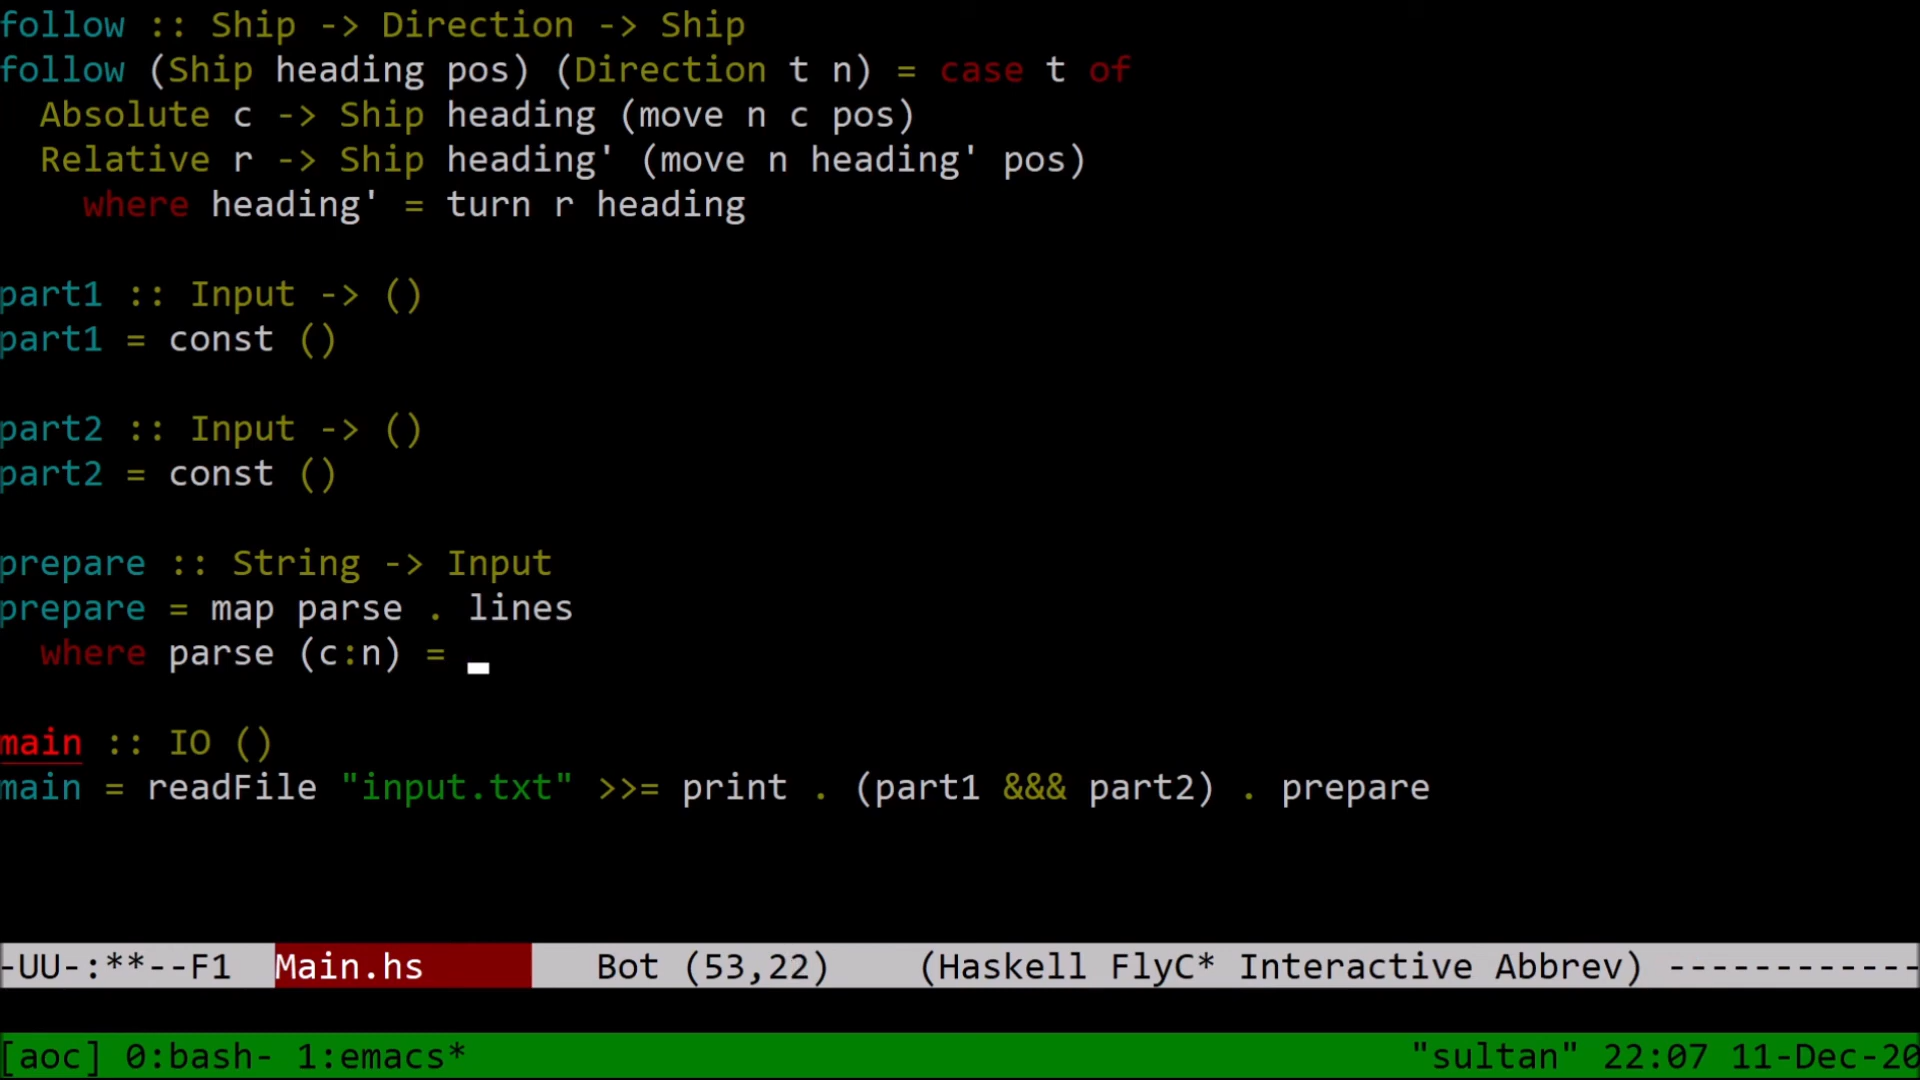 follow :: Ship -> Direction -> Ship
follow (Ship heading pos) (Direction t n) = case t of
  Absolute c -> Ship heading (move n c pos)
  Relative r -> Ship heading' (move n heading' pos)
    where heading' = turn r heading
part1 :: Input -> ()
part1 = const ()
part2 :: Input -> ()
part2 = const ()
prepare :: String -> Input
prepare = map parse . lines
  where parse (c:n) =
main :: IO ()
main = readFile "input.txt" >>= print . (part1 &&& part2) . prepare
-UU-:**--F1  Main.hs        Bot (53,22)    (Haskell FlyC* Interactive Abbrev) ------------
[aoc] 0:bash- 1:emacs* "sultan" 22:07 11-Dec-20